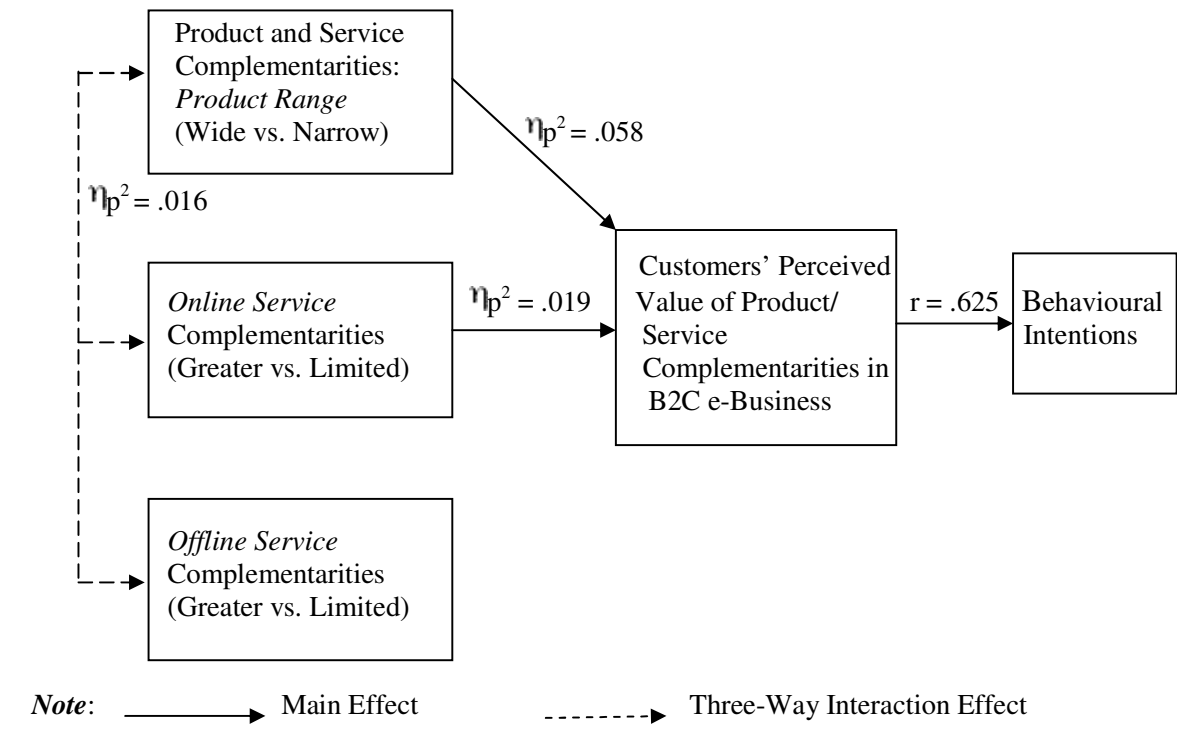 Product and Service
Complementarities:
Product Range
(Wide vs. Narrow)
ηp² = .058
ηp² = .016
Online Service
Complementarities
(Greater vs. Limited)
ηp² = .019
Customers’ Perceived
Value of Product/
Service
Complementarities in
B2C e-Business
r = .625
Behavioural
Intentions
Offline Service
Complementarities
(Greater vs. Limited)
Note: Main Effect Three-Way Interaction Effect